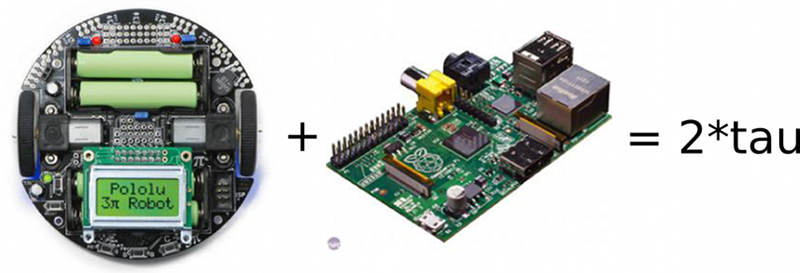 Pololu
3π Robot
π
+
= 2*tau